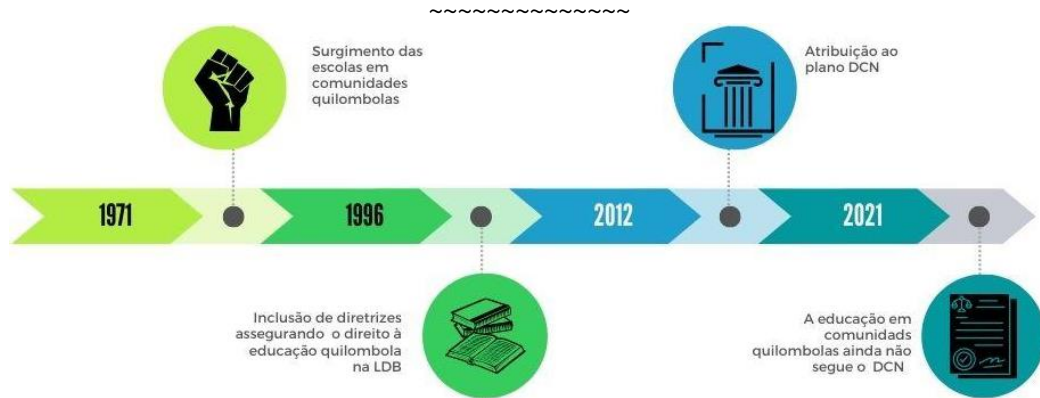 ~~~~~~~~~~~~~~
Surgimento das
escolas em
comunidades
quilombolas
Atribuição ao
plano DCN
1971
1996
2012
2021
Inclusão de diretrizes
assegurando o direito à
educação quilombola
na LDB
A educação em
comunidads
quilombolas ainda não
segue o DCN